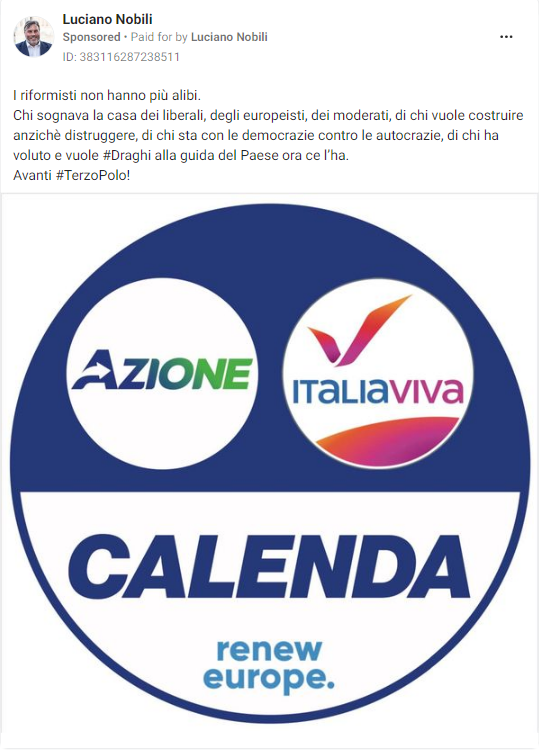 Luciano Nobili
Sponsored • Paid for by Luciano Nobili
ID: 383116287238511
I riformisti non hanno più alibi.
Chi sognava la casa dei liberali, degli europeisti, dei moderati, di chi vuole costruire
anzichè distruggere, di chi sta con le democrazie contro le autocrazie, di chi ha
voluto e vuole #Draghi alla guida del Paese ora ce l’ha.
Avanti #TerzoPolo!
AZIONE
ITALIAVIVA
CALENDA
renew
europe.